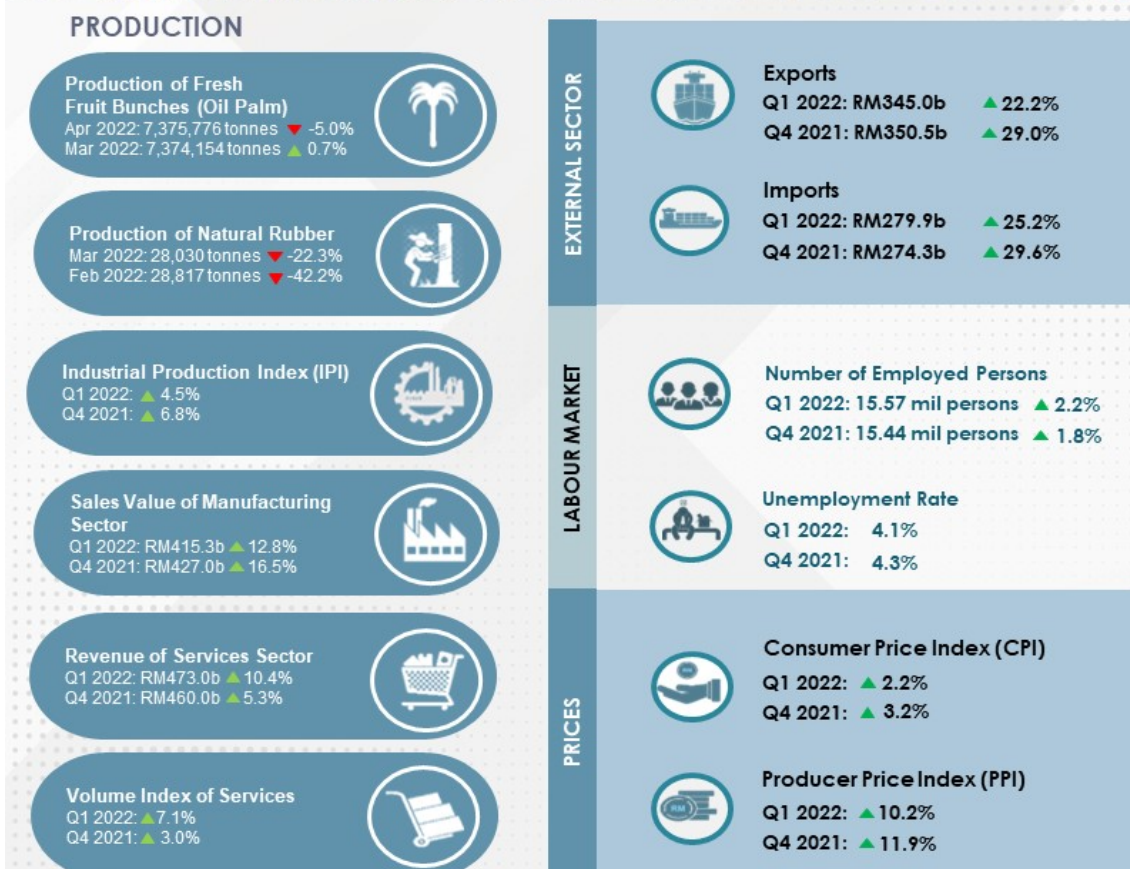 PRODUCTION
Production of Fresh
Fruit Bunches (Oil Palm)
Apr 2022: 7,375,776 tonnes ▼ -5.0%
Mar 2022: 7,374,154 tonnes ▲ 0.7%
Production of Natural Rubber
Mar 2022: 28,030 tonnes ▼ -22.3%
Feb 2022: 28,817 tonnes ▼ -42.2%
Industrial Production Index (IPI)
Q1 2022: ▲ 4.5%
Q4 2021: ▲ 6.8%
Sales Value of Manufacturing
Sector
Q1 2022: RM415.3b ▲ 12.8%
Q4 2021: RM427.0b ▲ 16.5%
Revenue of Services Sector
Q1 2022: RM473.0b ▲ 10.4%
Q4 2021: RM460.0b ▲ 5.3%
Volume Index of Services
Q1 2022: ▲ 7.1%
Q4 2021: ▲ 3.0%
EXTERNAL SECTOR
Exports
Q1 2022: RM345.0b ▲ 22.2%
Q4 2021: RM350.5b ▲ 29.0%
Imports
Q1 2022: RM279.9b ▲ 25.2%
Q4 2021: RM274.3b ▲ 29.6%
LABOUR MARKET
Number of Employed Persons
Q1 2022: 15.57 mil persons ▲ 2.2%
Q4 2021: 15.44 mil persons ▲ 1.8%
Unemployment Rate
Q1 2022: 4.1%
Q4 2021: 4.3%
PRICES
Consumer Price Index (CPI)
Q1 2022: ▲ 2.2%
Q4 2021: ▲ 3.2%
Producer Price Index (PPI)
RM
Q1 2022: ▲ 10.2%
Q4 2021: ▲ 11.9%